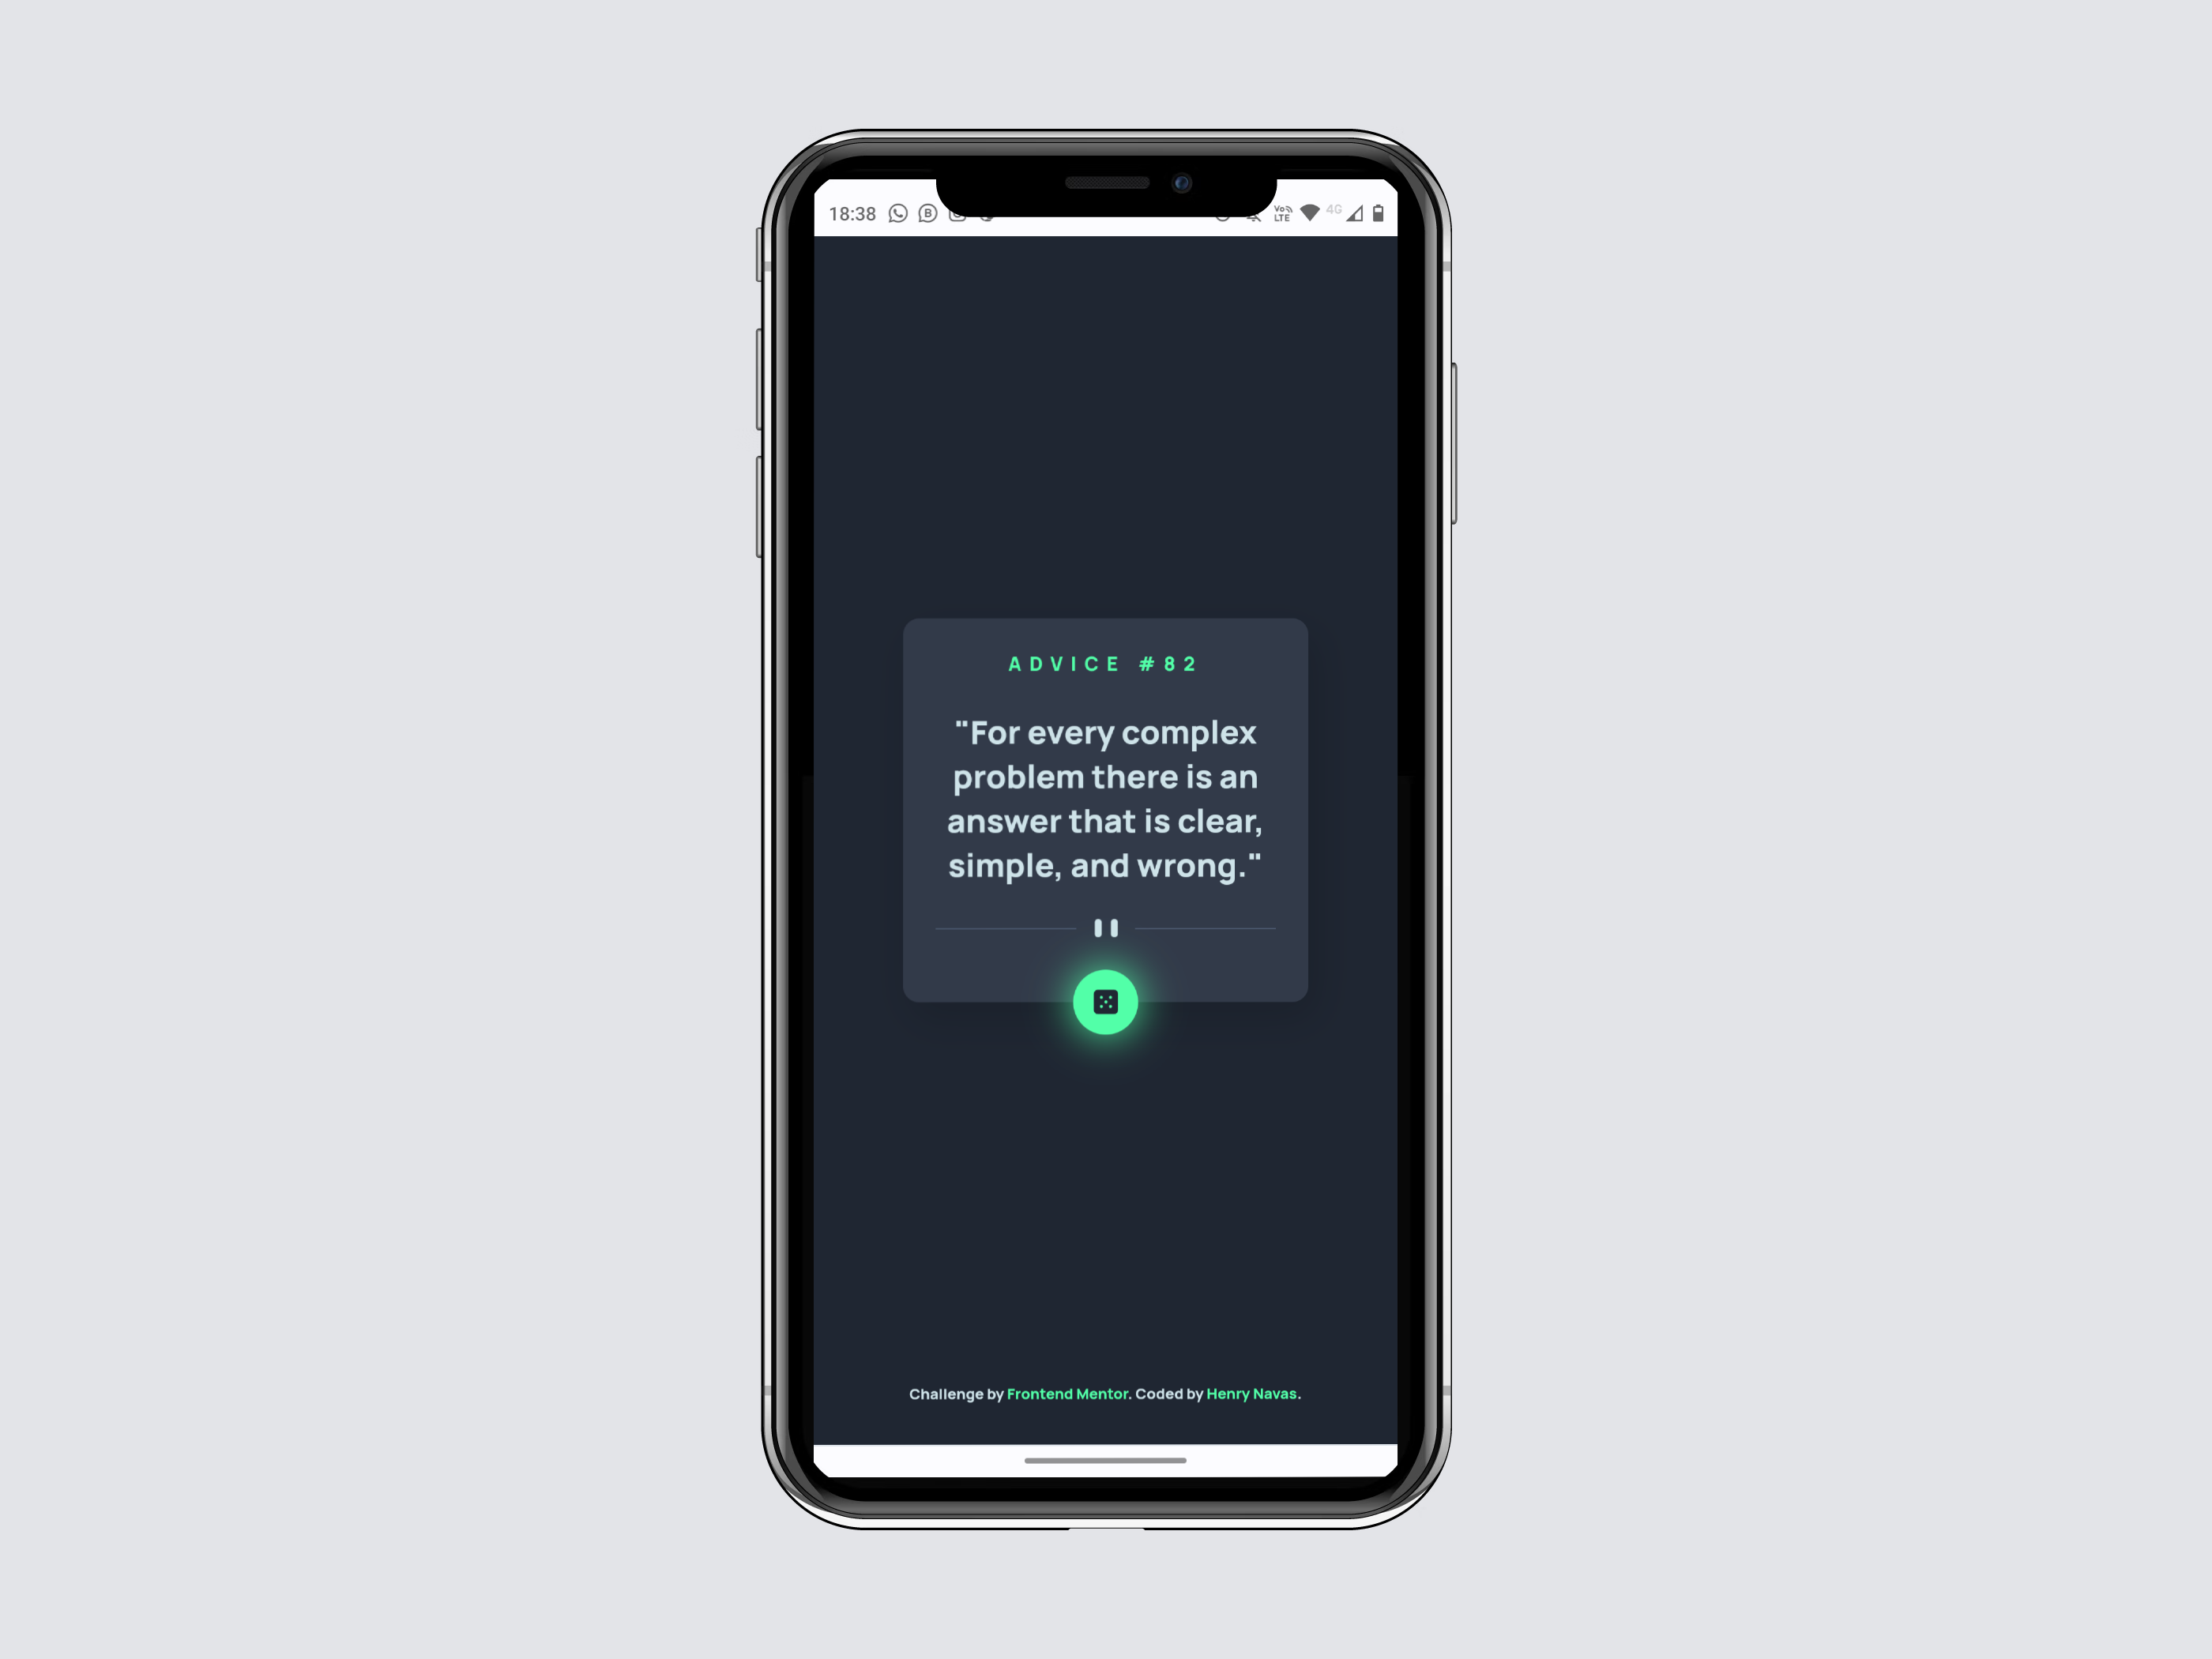 18:38 B Vo LTE 4G
ADVICE #82
"For every complex
problem there is an
answer that is clear,
simple, and wrong."
Challenge by Frontend Mentor. Coded by Henry Navas.